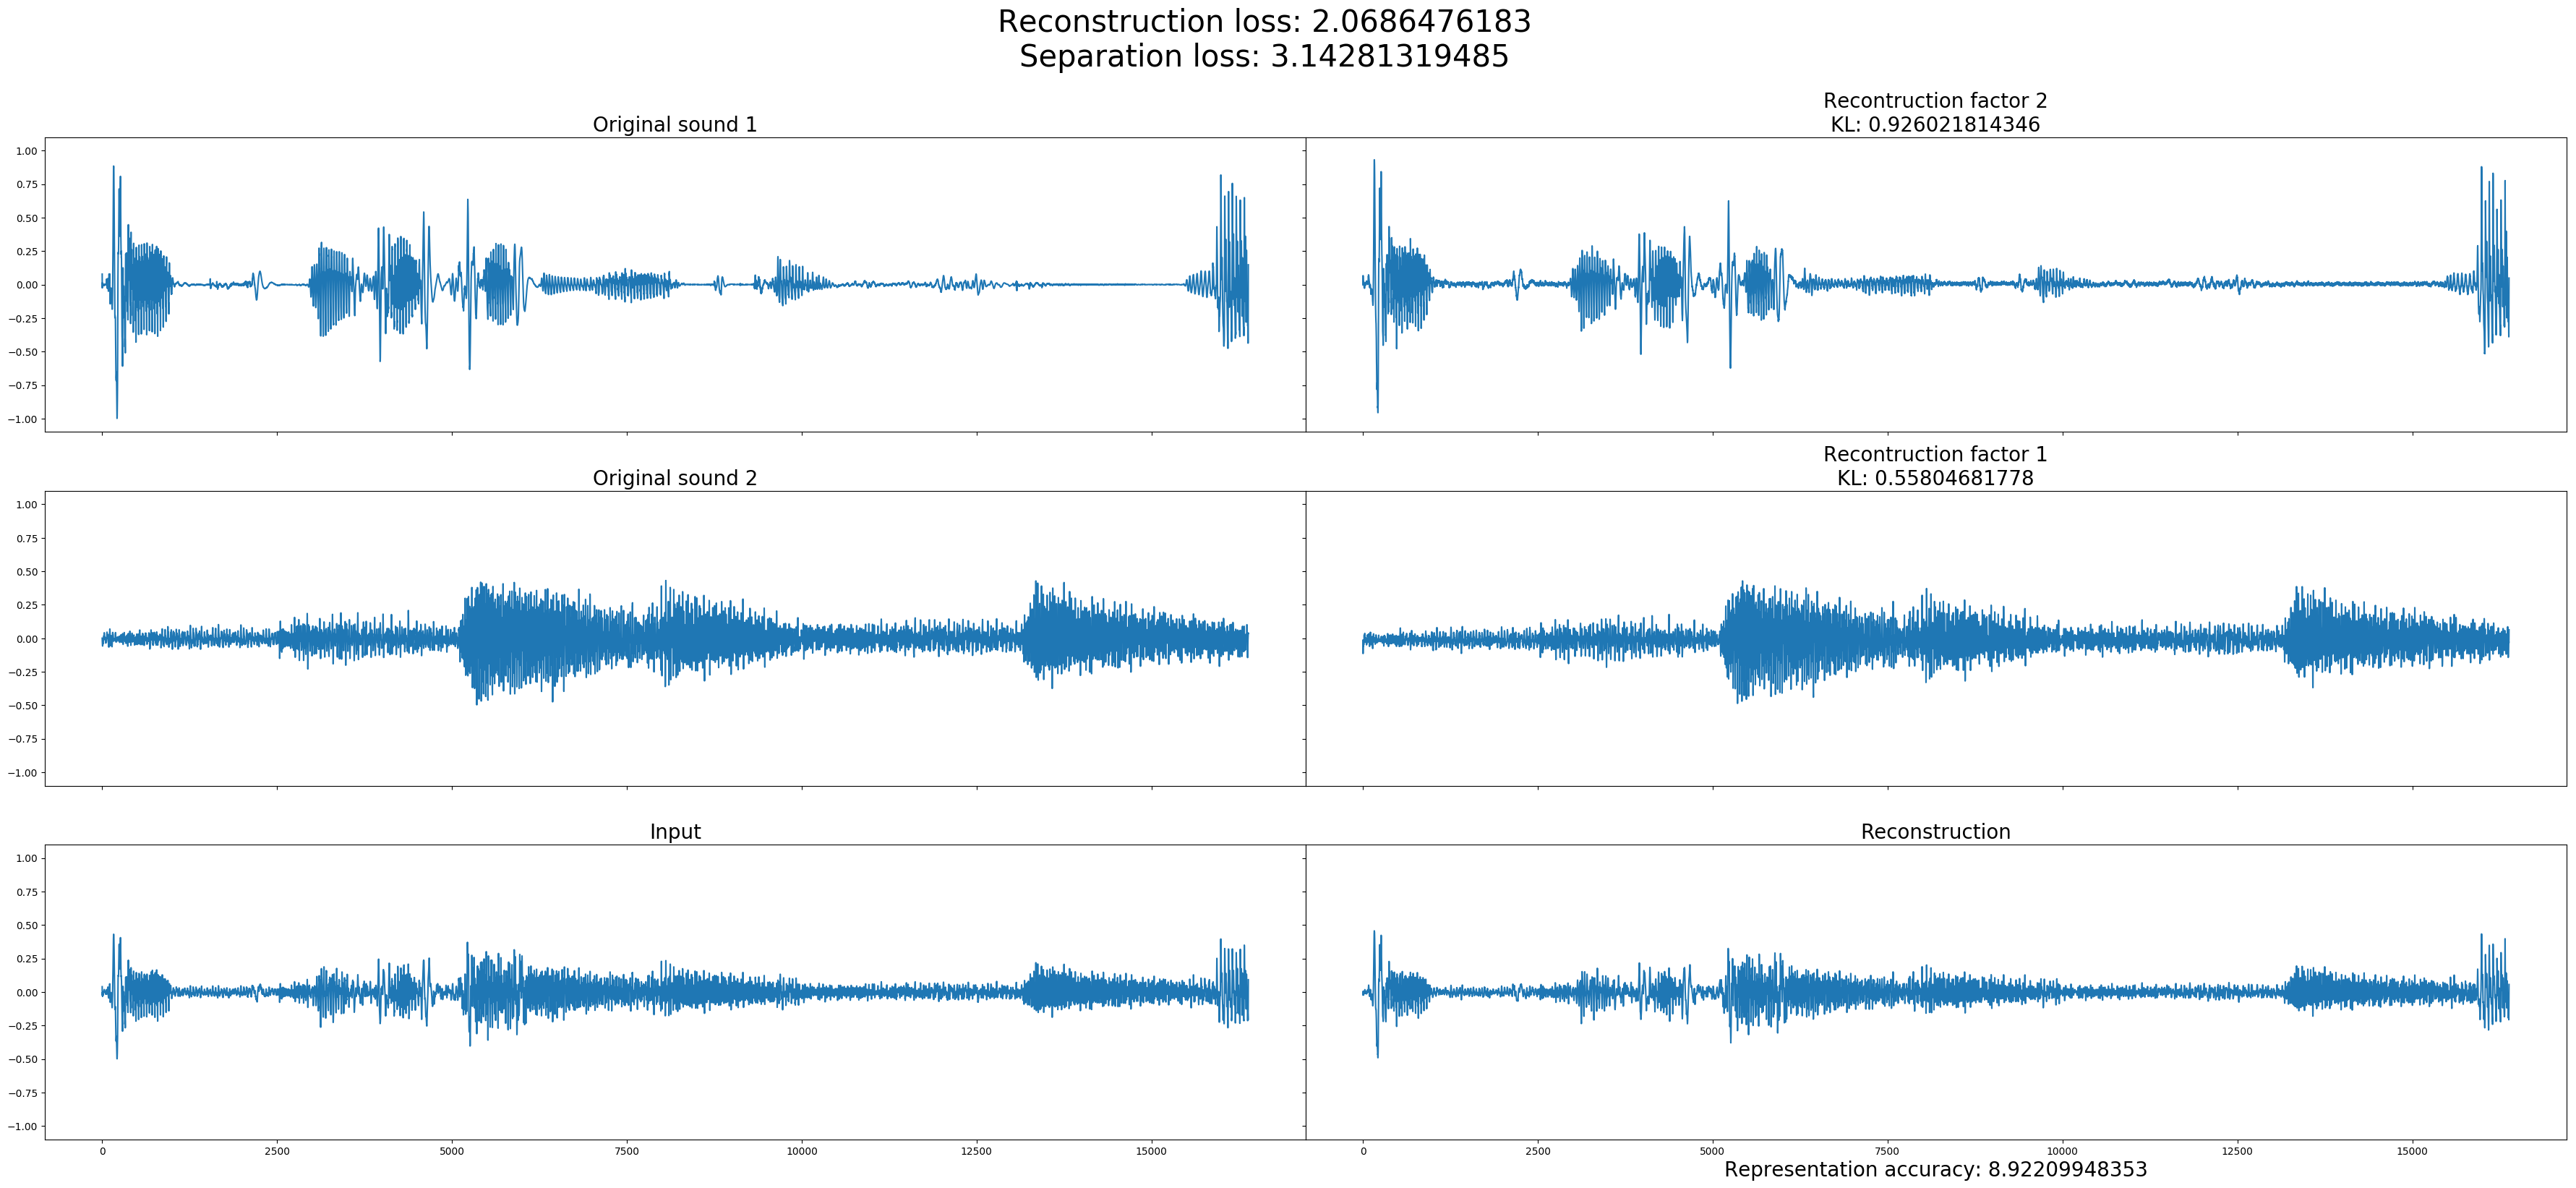 Reconstruction loss: 2.0686476183
Separation loss: 3.14281319485
Original sound 1
Recontruction factor 2
KL: 0.926021814346
1.00
0.75
0.50
0.25
0.00
−0.25
−0.50
−0.75
−1.00
Original sound 2
Recontruction factor 1
KL: 0.55804681778
1.00
0.75
0.50
0.25
0.00
−0.25
−0.50
−0.75
−1.00
Input
Reconstruction
1.00
0.75
0.50
0.25
0.00
−0.25
−0.50
−0.75
−1.00
0 2500 5000 7500 10000 12500 15000
0 2500 5000 7500 10000 12500 15000
Representation accuracy: 8.92209948353